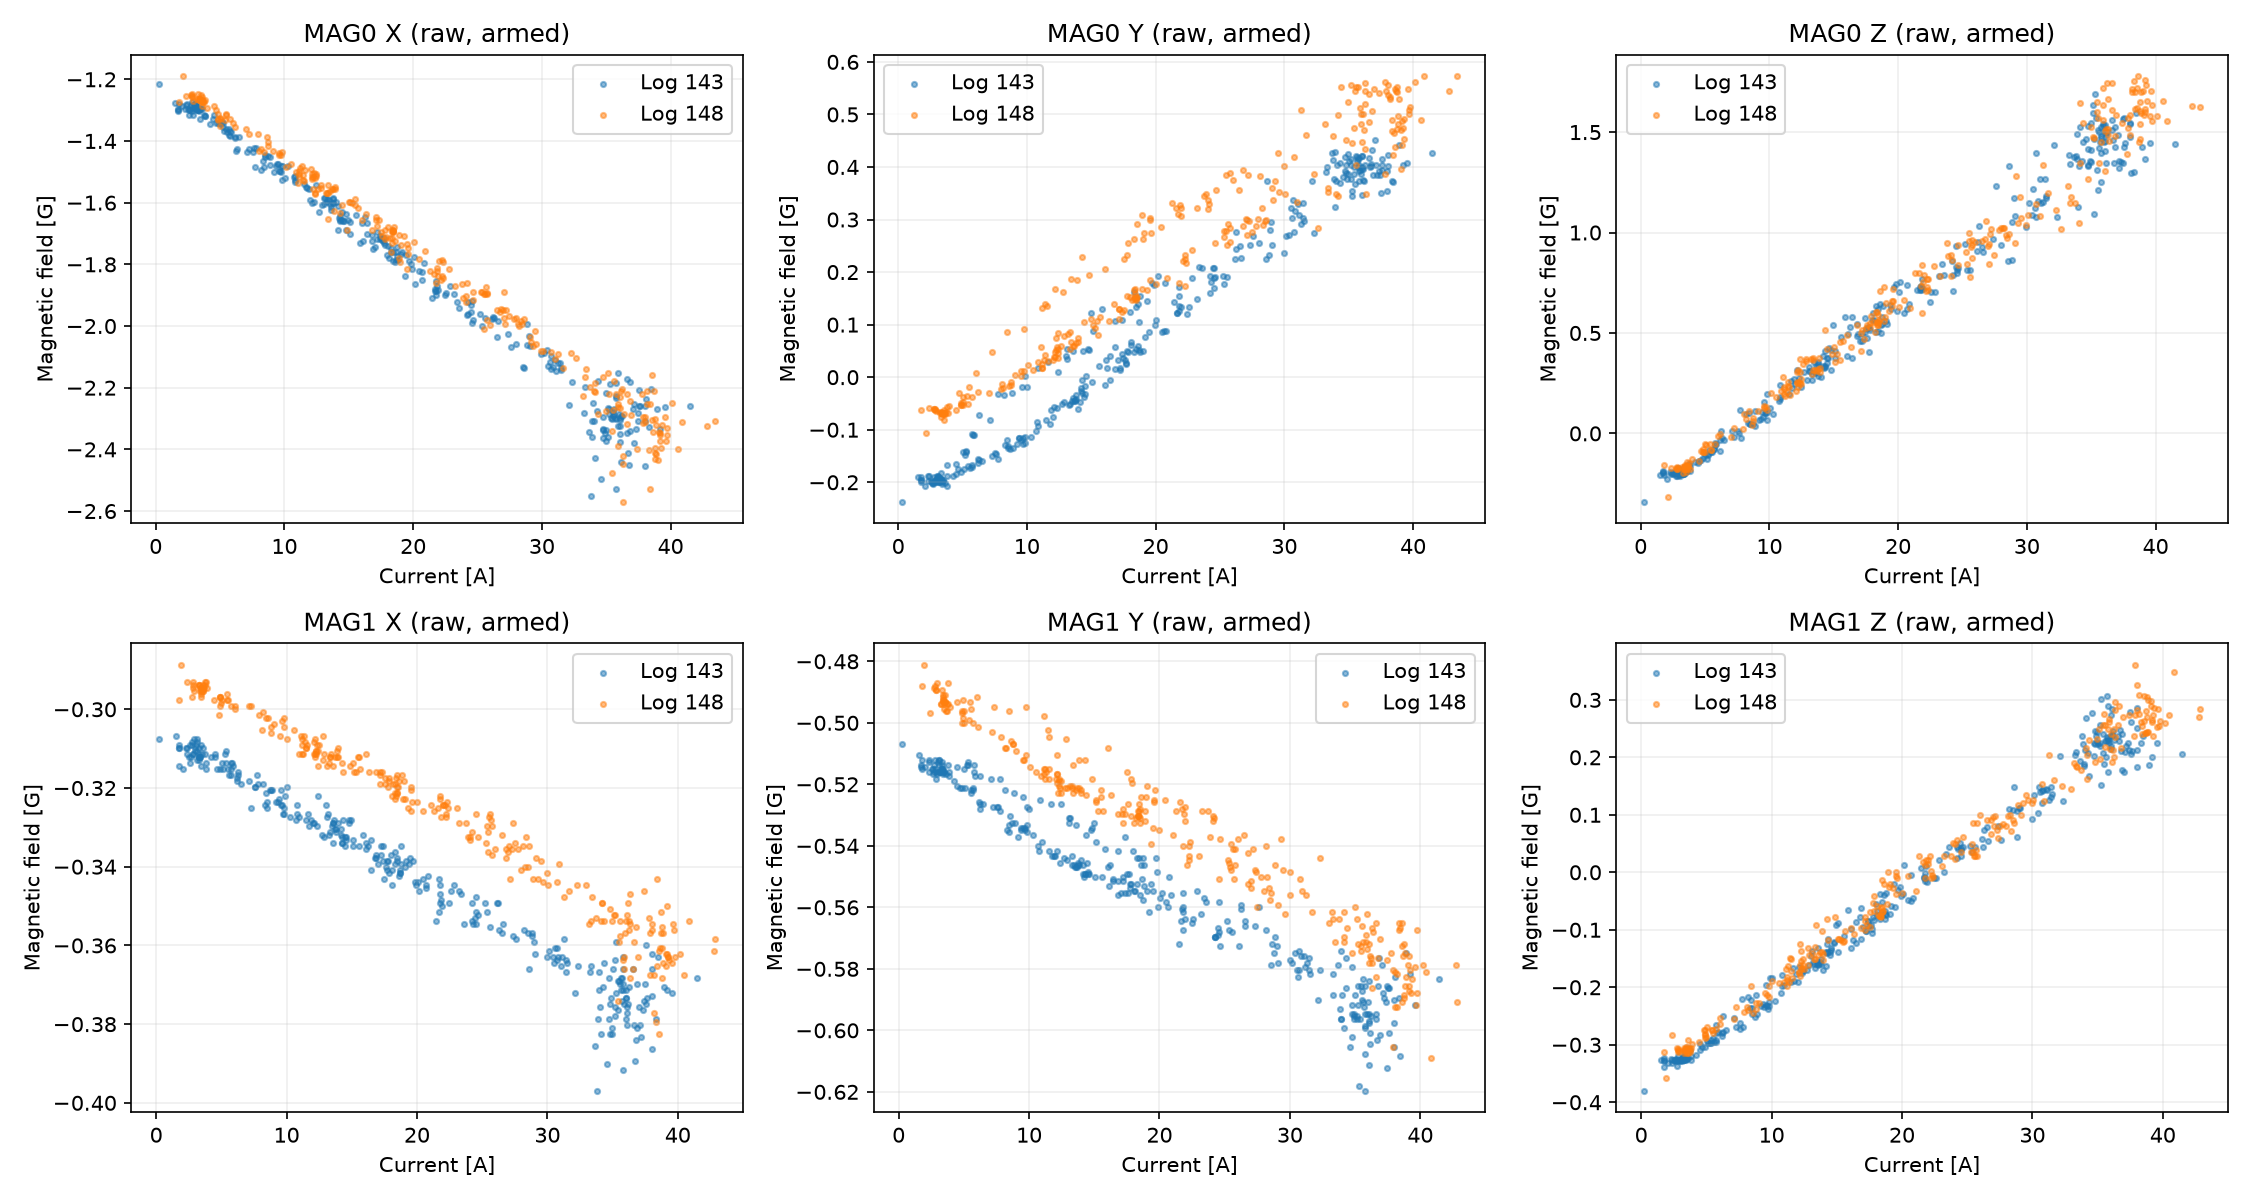 MAG0 X (raw, armed)
Magnetic field [G]
−1.2
−1.4
−1.6
−1.8
−2.0
−2.2
−2.4
−2.6
Log 143
Log 148
0 10 20 30 40
Current [A]
MAG0 Y (raw, armed)
Magnetic field [G]
0.6
0.5
0.4
0.3
0.2
0.1
0.0
−0.1
−0.2
Log 143
Log 148
0 10 20 30 40
Current [A]
MAG0 Z (raw, armed)
Magnetic field [G]
1.5
1.0
0.5
0.0
Log 143
Log 148
0 10 20 30 40
Current [A]
MAG1 X (raw, armed)
Magnetic field [G]
−0.30
−0.32
−0.34
−0.36
−0.38
−0.40
Log 143
Log 148
0 10 20 30 40
Current [A]
MAG1 Y (raw, armed)
Magnetic field [G]
−0.48
−0.50
−0.52
−0.54
−0.56
−0.58
−0.60
−0.62
Log 143
Log 148
0 10 20 30 40
Current [A]
MAG1 Z (raw, armed)
Magnetic field [G]
0.3
0.2
0.1
0.0
−0.1
−0.2
−0.3
−0.4
Log 143
Log 148
0 10 20 30 40
Current [A]